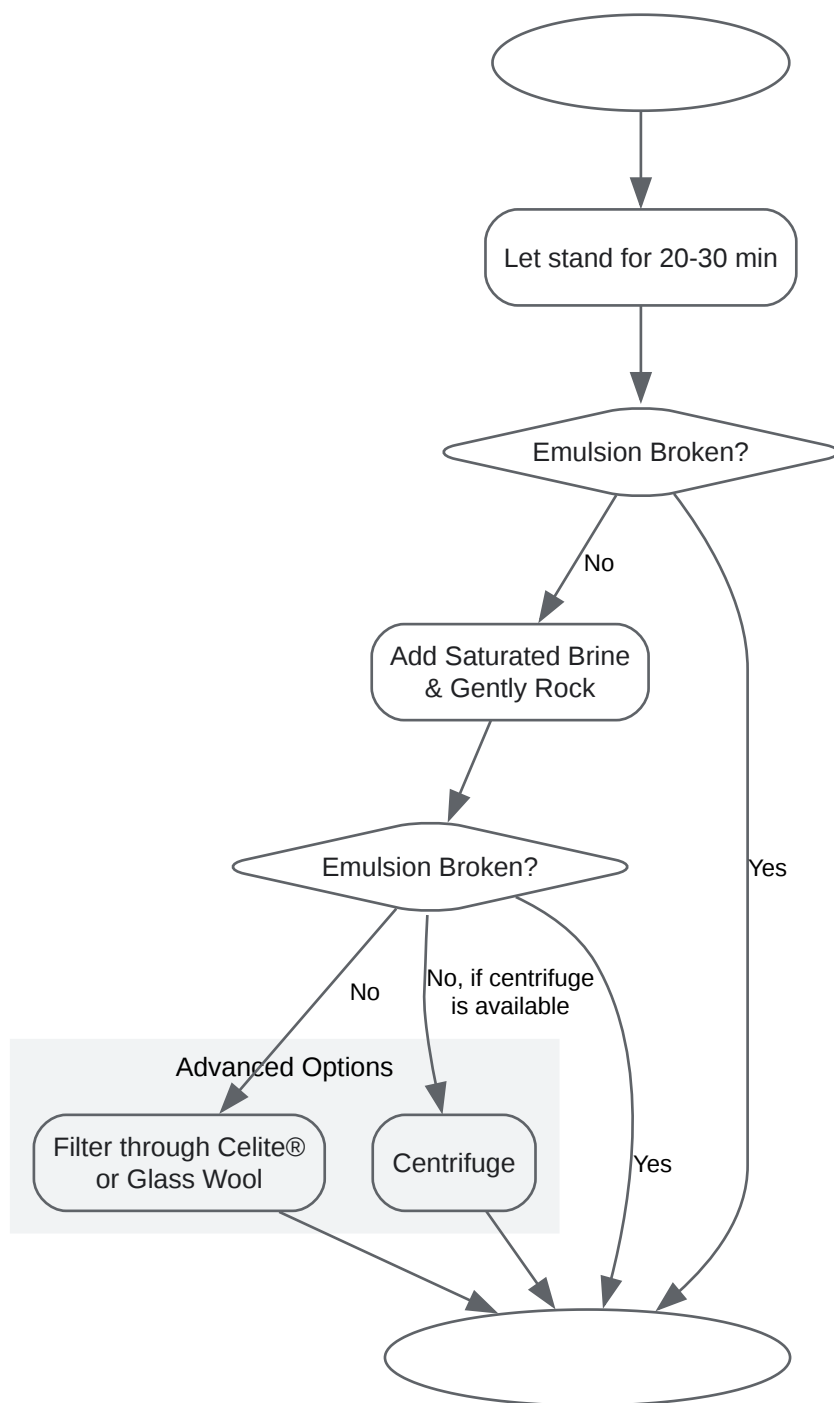 Let stand for 20-30 min
Emulsion Broken?
No
Add Saturated Brine
& Gently Rock
Emulsion Broken?
Yes
No
No, if centrifuge
is available
Advanced Options
Filter through Celite®
or Glass Wool
Centrifuge
Yes